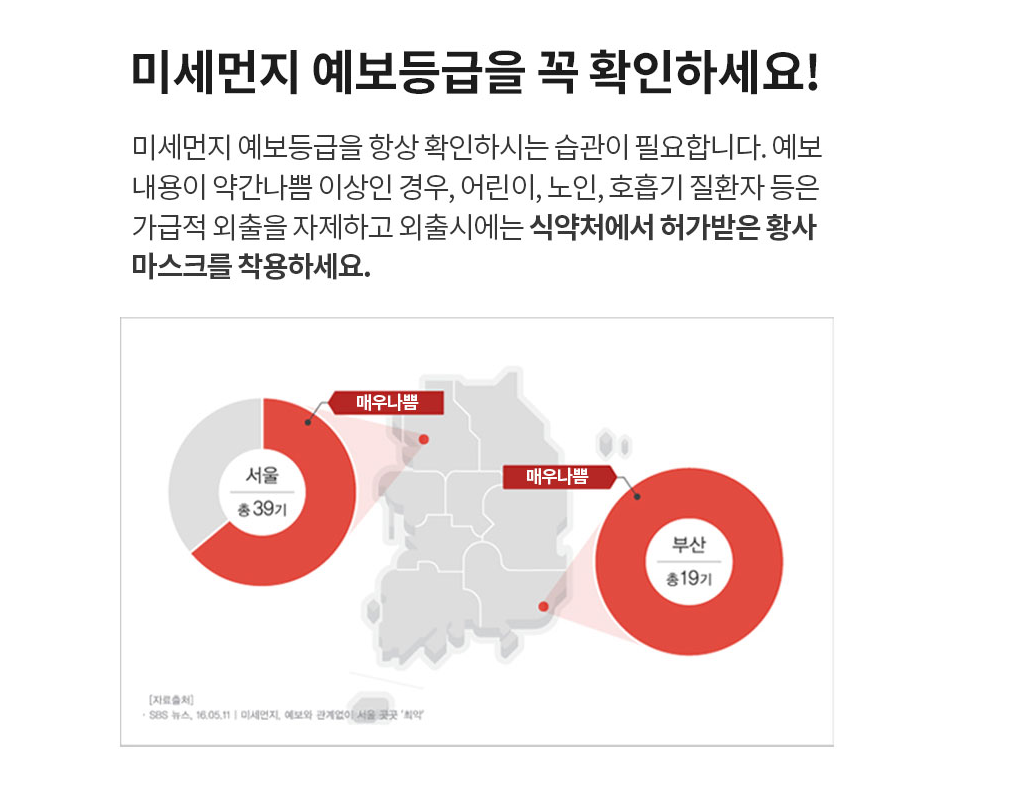 미세먼지 예보등급을 꼭 확인하세요!
미세먼지 예보등급을 항상 확인하시는 습관이 필요합니다. 예보
내용이 약간나쁨 이상인 경우, 어린이, 노인, 호흡기 질환자 등은
가급적 외출을 자제하고 외출시에는 식약처에서 허가받은 황사
마스크를 착용하세요.
매우나쁨
서울
총 39기
매우나쁨
부산
총19기
[자료출처]
· SBS 뉴스, 16.05.11 | 미세먼지, 예보와 관계없이 서울 곳곳 '최악'